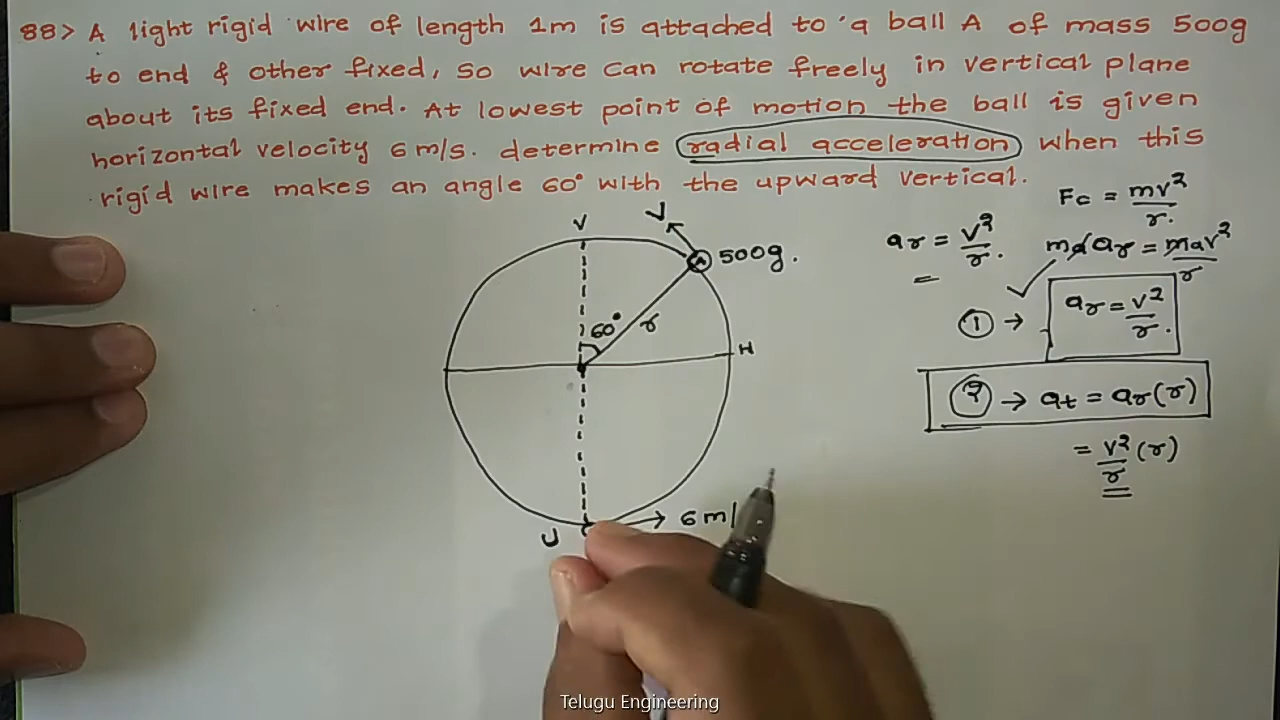 88> A light rigid wire of length 1m is attached to a ball A of mass 500g
to end & other fixed, so wire can rotate freely in vertical plane
about its fixed end. At lowest point of motion the ball is given
horizontal velocity 6 m/s. determine radial acceleration when this
rigid wire makes an angle 60° with the upward vertical.
Fc = mv²/r.
ar = v²/r.
m ar = mav²/r
① → ar = v²/r.
② → at = ar(r)
= v²/r (r)
V
V
A
500g.
60°
r
H
U
6m/
Telugu Engineering